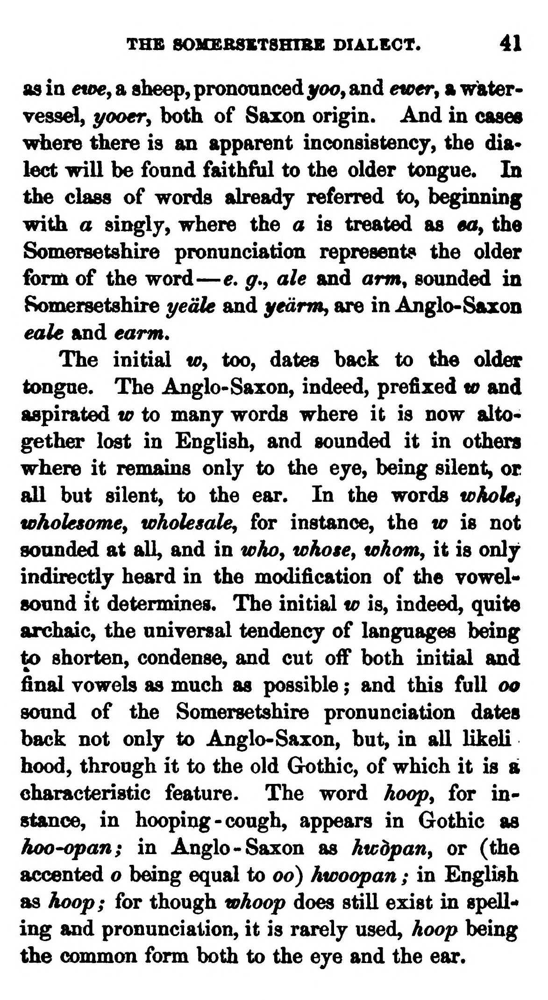 THE SOMERSETSHIRE DIALECT. 41
as in ewe, a sheep, pronounced yoo, and ewer, a water-
vessel, yooer, both of Saxon origin. And in cases
where there is an apparent inconsistency, the dia-
lect will be found faithful to the older tongue. In
the class of words already referred to, beginning
with a singly, where the a is treated as ea, the
Somersetshire pronunciation represents the older
form of the word—e. g., ale and arm, sounded in
Somersetshire yeäle and yeärm, are in Anglo-Saxon
eale and earm.
The initial w, too, dates back to the older
tongue. The Anglo-Saxon, indeed, prefixed w and
aspirated w to many words where it is now alto-
gether lost in English, and sounded it in others
where it remains only to the eye, being silent, or
all but silent, to the ear. In the words whole,
wholesome, wholesale, for instance, the w is not
sounded at all, and in who, whose, whom, it is only
indirectly heard in the modification of the vowel-
sound it determines. The initial w is, indeed, quite
archaic, the universal tendency of languages being
to shorten, condense, and cut off both initial and
final vowels as much as possible; and this full oo
sound of the Somersetshire pronunciation dates
back not only to Anglo-Saxon, but, in all likeli
hood, through it to the old Gothic, of which it is a
characteristic feature. The word hoop, for in-
stance, in hooping-cough, appears in Gothic as
hoo-opan; in Anglo-Saxon as hwòpan, or (the
accented o being equal to oo) hwoopan; in English
as hoop; for though whoop does still exist in spell-
ing and pronunciation, it is rarely used, hoop being
the common form both to the eye and the ear.